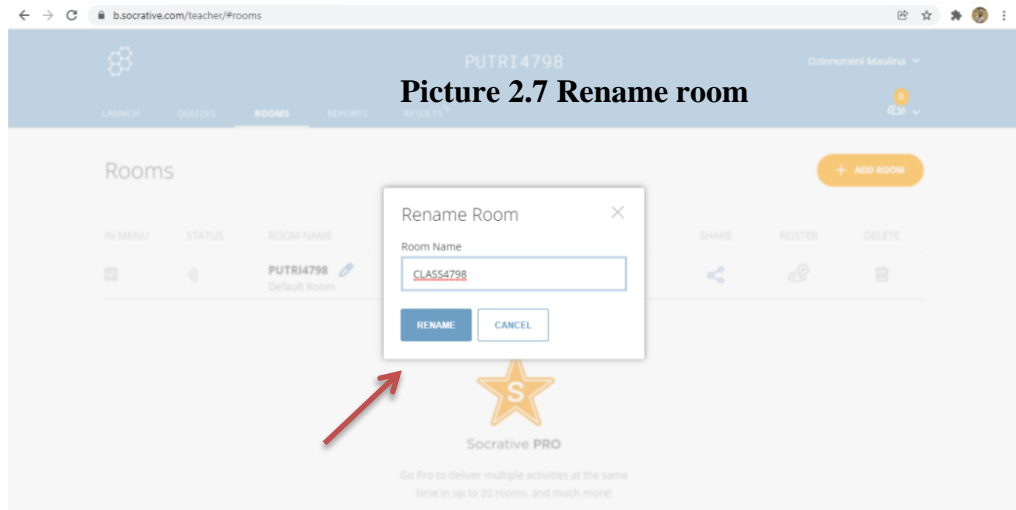 b.socrative.com/teacher/#rooms
PUTRI4798
Dzinnuraini Maulina
Picture 2.7 Rename room
0
LAUNCH QUIZZES ROOMS REPORTS RESULTS
Rooms
+ ADD ROOM
Rename Room
IN MENU STATUS ROOM NAME SHARE ROSTER DELETE
Room Name
PUTRI4798
CLASS4798
Default Room
RENAME CANCEL
S
Socrative PRO
Go Pro to deliver multiple activities at the same
time in up to 20 rooms, and much more!